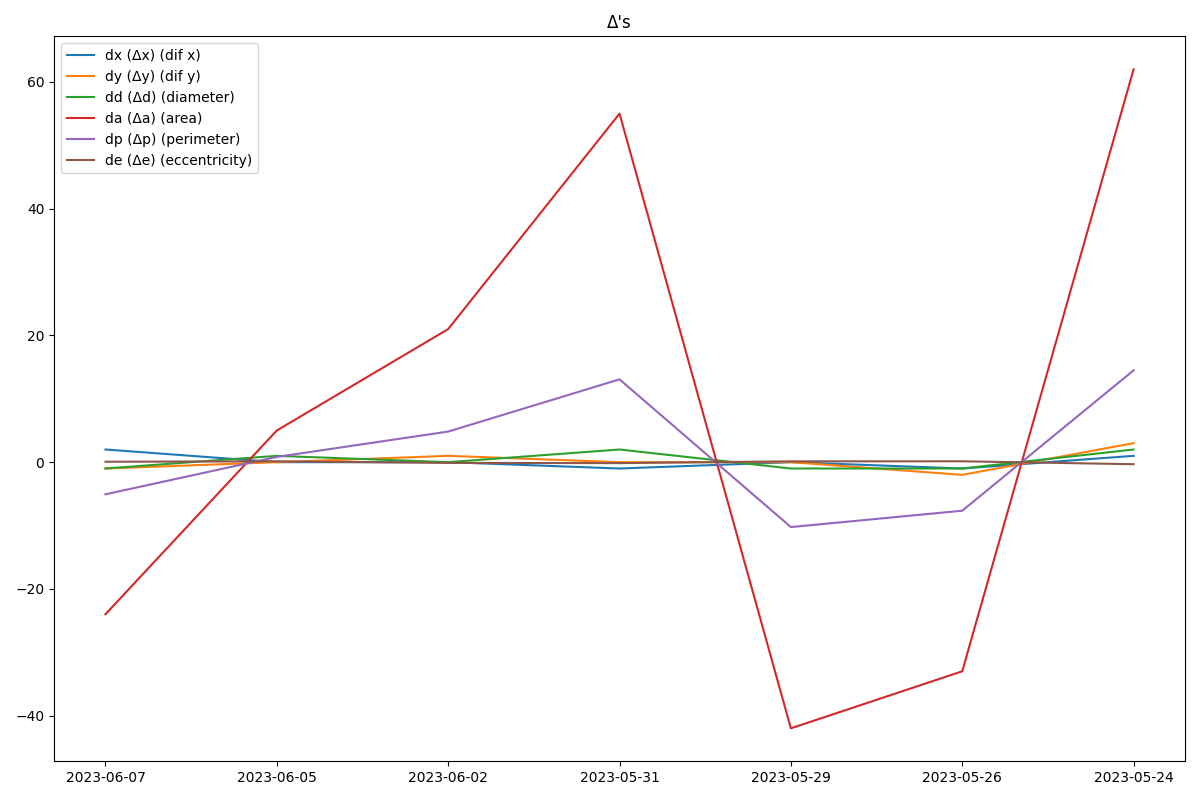 Δ's
dx (Δx) (dif x)
dy (Δy) (dif y)
dd (Δd) (diameter)
da (Δa) (area)
dp (Δp) (perimeter)
de (Δe) (eccentricity)
60
40
20
0
−20
−40
2023-06-07 2023-06-05 2023-06-02 2023-05-31 2023-05-29 2023-05-26 2023-05-24